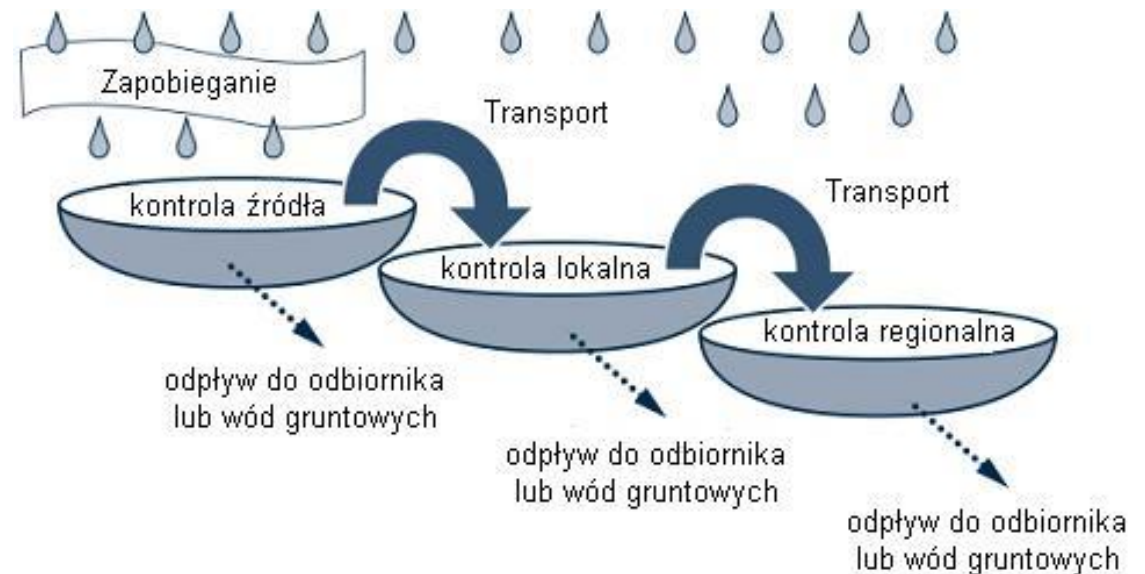 Zapobieganie
Transport
Transport
kontrola źródła
kontrola lokalna
kontrola regionalna
odpływ do odbiornika
lub wód gruntowych
odpływ do odbiornika
lub wód gruntowych
odpływ do odbiornika
lub wód gruntowych